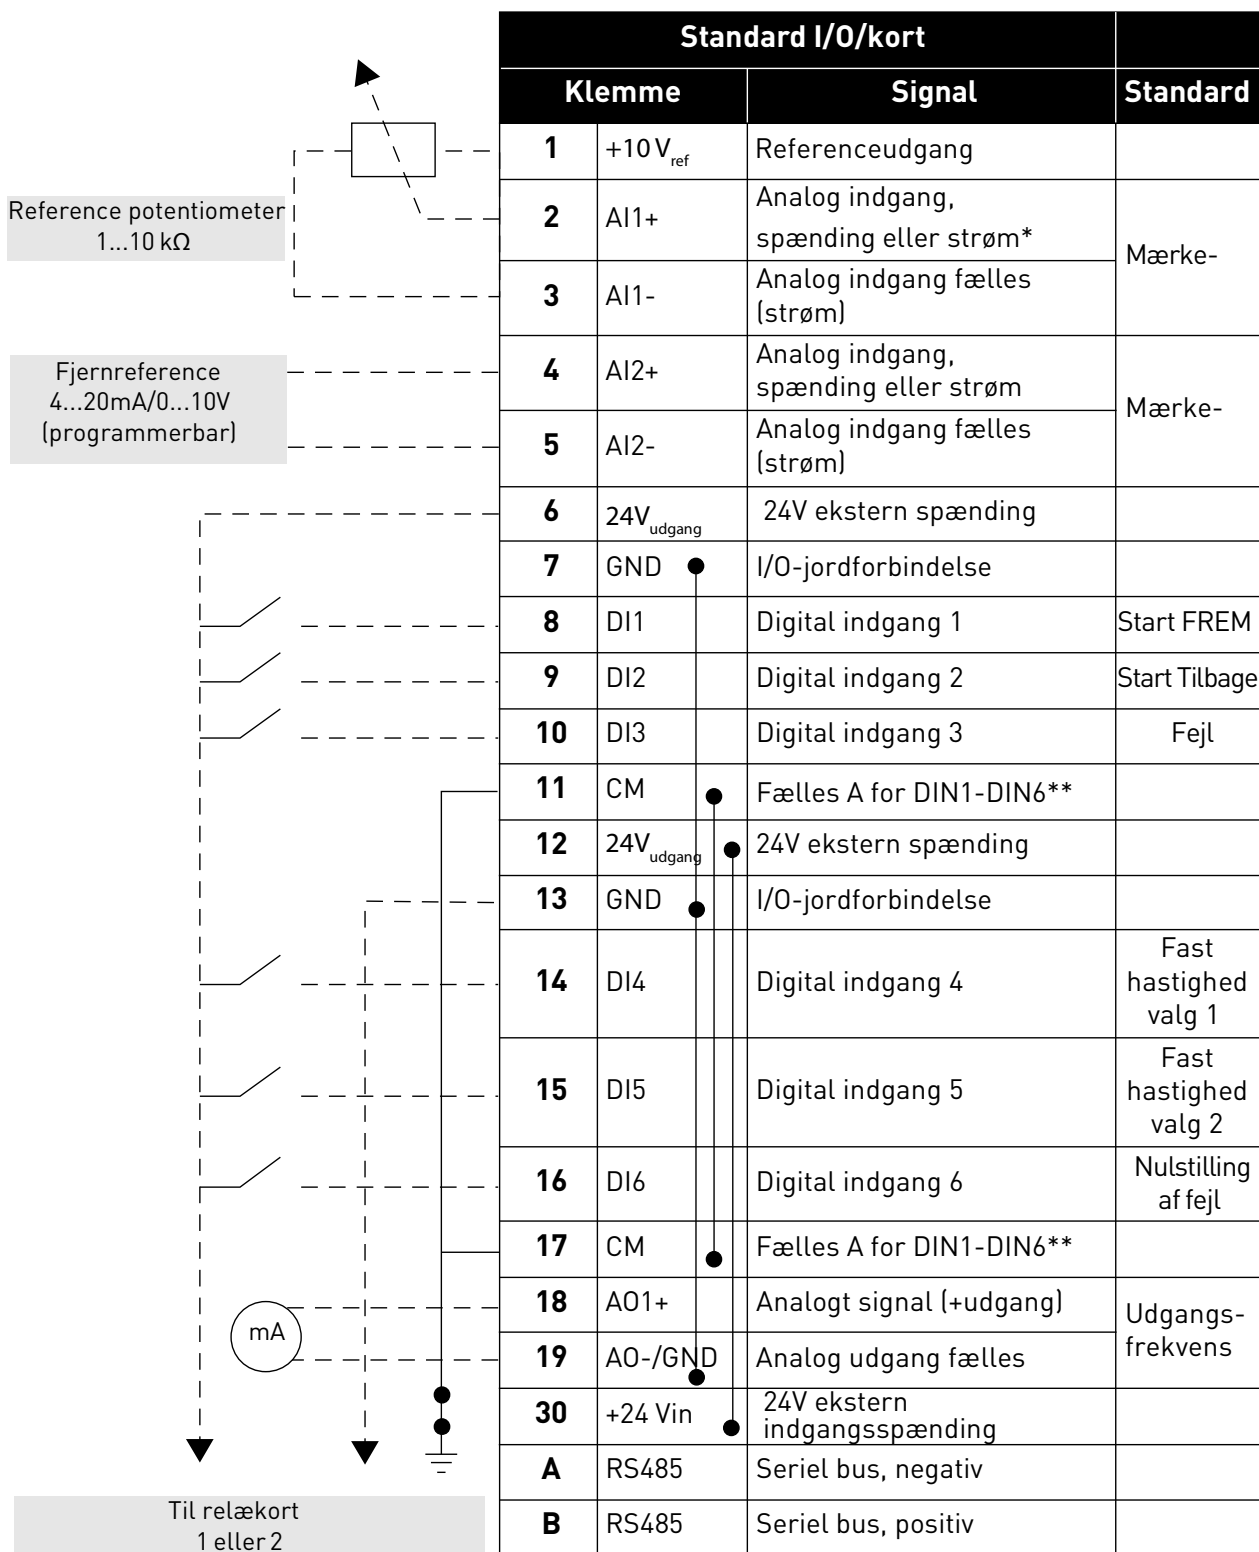 Standard I/O/kort
Klemme Signal Standard
1 +10 Vref Referenceudgang
2 AI1+ Analog indgang,
spænding eller strøm*
Mærke-
3 AI1- Analog indgang fælles
(strøm)
Reference potentiometer
1...10 kΩ
4 AI2+ Analog indgang,
spænding eller strøm
Mærke-
5 AI2- Analog indgang fælles
(strøm)
Fjernreference
4...20mA/0...10V
(programmerbar)
6 24Vudgang 24V ekstern spænding
7 GND I/O-jordforbindelse
8 DI1 Digital indgang 1 Start FREM
9 DI2 Digital indgang 2 Start Tilbage
10 DI3 Digital indgang 3 Fejl
11 CM Fælles A for DIN1-DIN6**
12 24Vudgang 24V ekstern spænding
13 GND I/O-jordforbindelse
14 DI4 Digital indgang 4 Fast
hastighed
valg 1
15 DI5 Digital indgang 5 Fast
hastighed
valg 2
16 DI6 Digital indgang 6 Nulstilling
af fejl
17 CM Fælles A for DIN1-DIN6**
18 AO1+ Analogt signal (+udgang) Udgangs-
frekvens
mA
19 AO-/GND Analog udgang fælles
30 +24 Vin 24V ekstern
indgangsspænding
A RS485 Seriel bus, negativ
B RS485 Seriel bus, positiv
Til relækort
1 eller 2